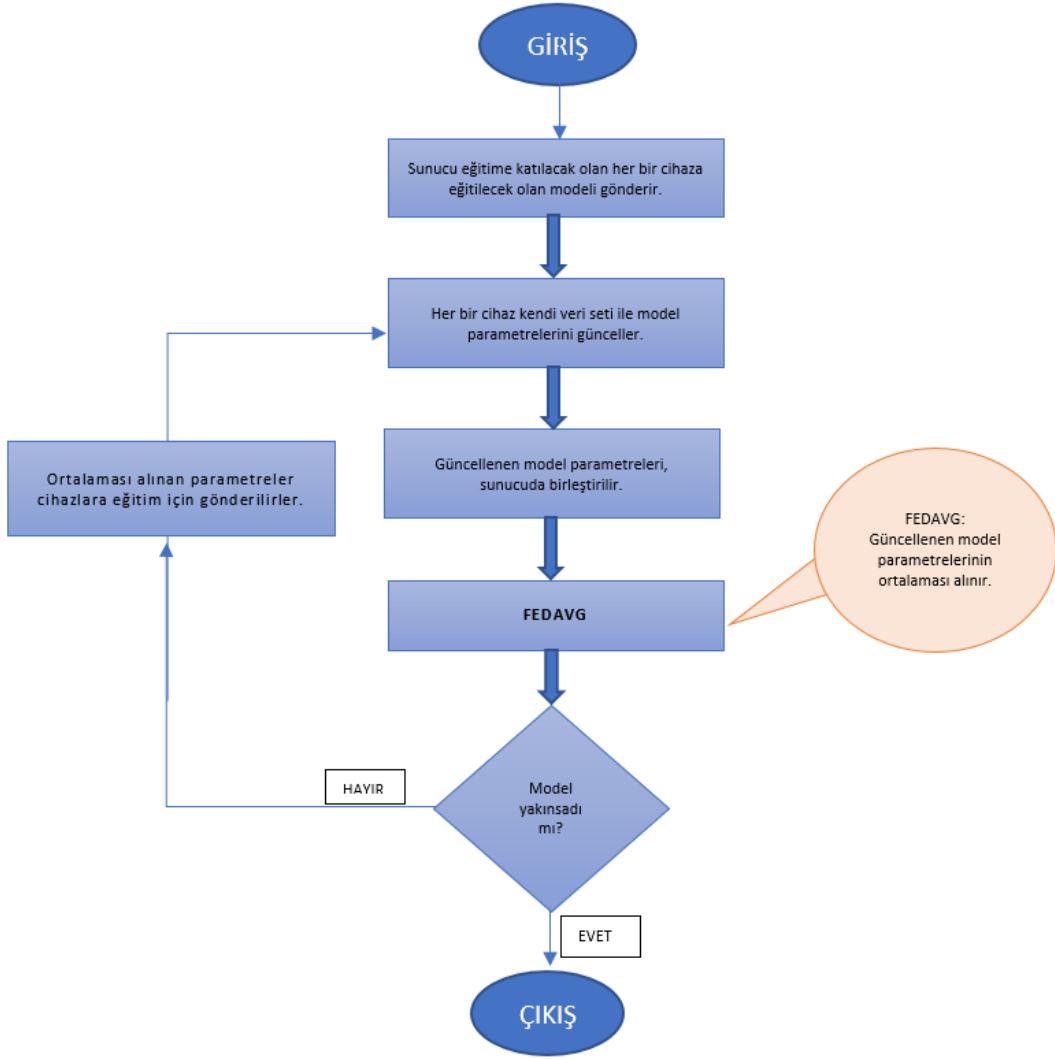 GİRİŞ
Sunucu eğitime katılacak olan her bir cihaza
eğitilecek olan modeli gönderir.
Her bir cihaz kendi veri seti ile model
parametrelerini günceller.
Güncellenen model parametreleri,
sunucuda birleştirilir.
Ortalaması alınan parametreler
cihazlara eğitim için gönderilirler.
FEDAVG:
Güncellenen model
parametrelerinin
ortalaması alınır.
FEDAVG
Model
yakınsadı
mı?
HAYIR
EVET
ÇIKIŞ